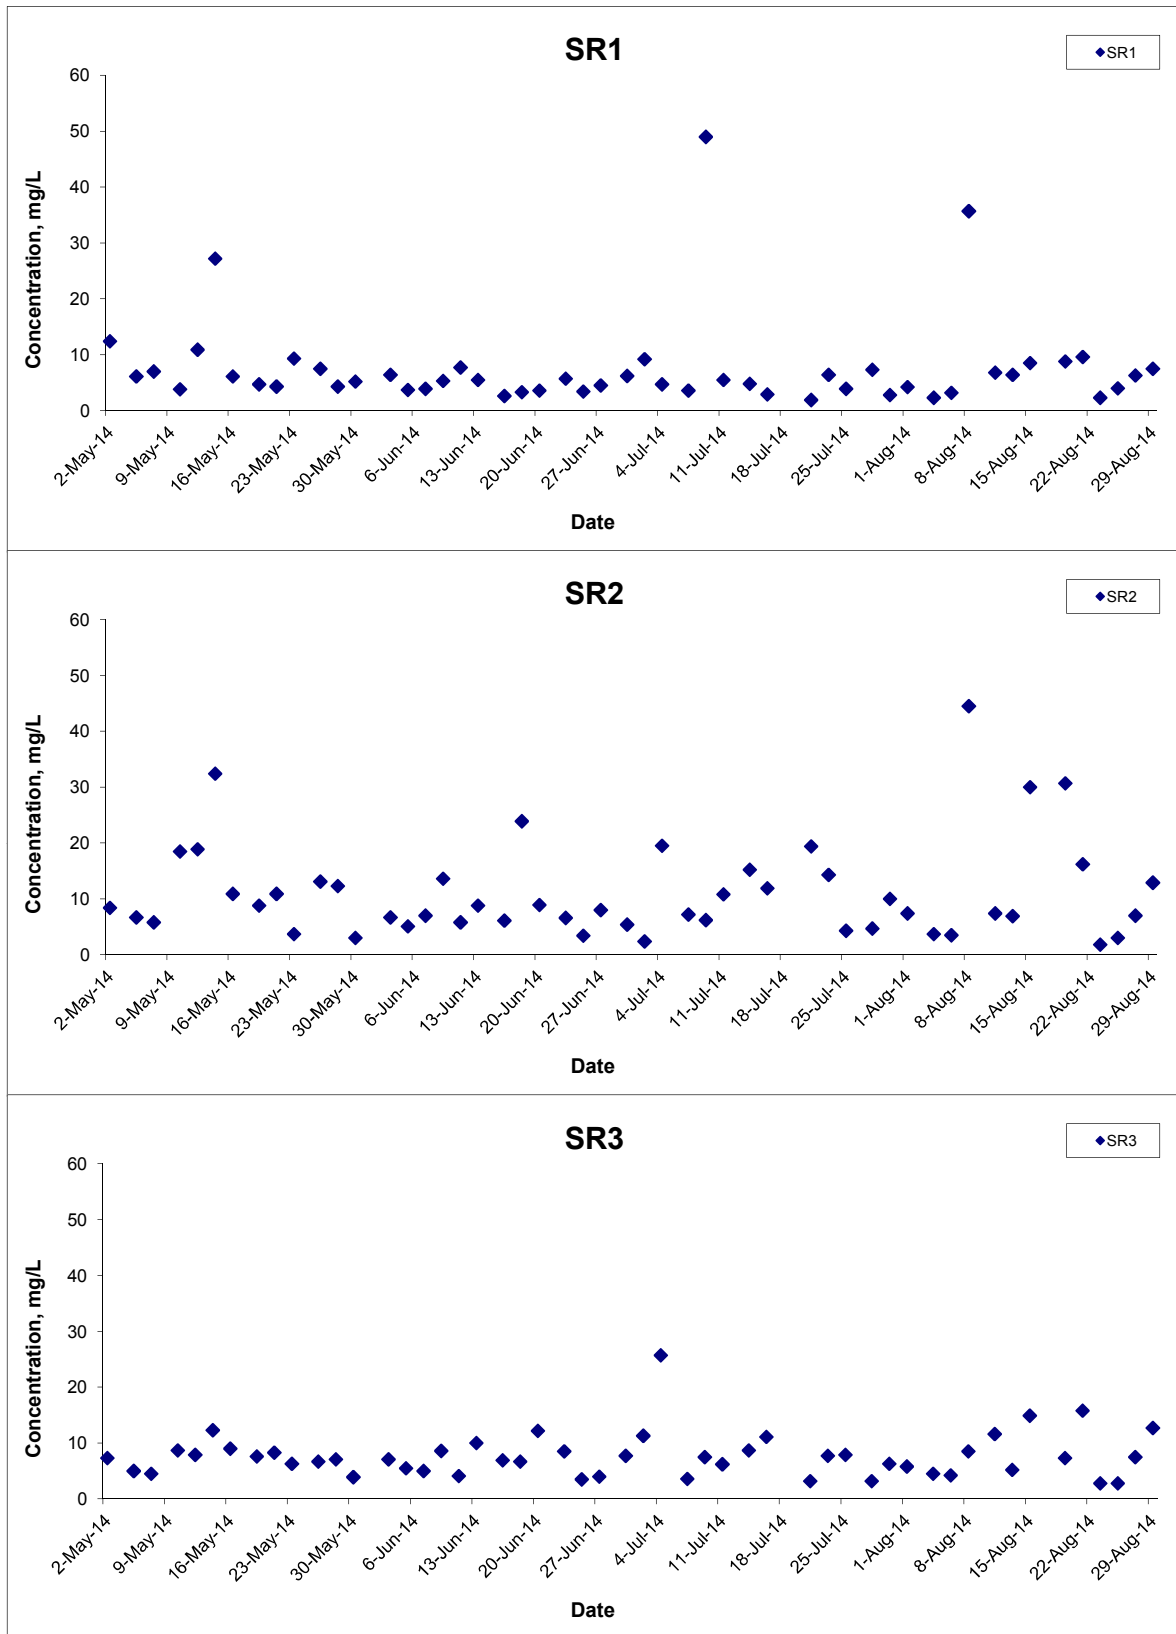 SR1
SR1
60
50
40
30
20
10
0
Concentration, mg/L
2-May-14
9-May-14
16-May-14
23-May-14
30-May-14
6-Jun-14
13-Jun-14
20-Jun-14
27-Jun-14
4-Jul-14
11-Jul-14
18-Jul-14
25-Jul-14
1-Aug-14
8-Aug-14
15-Aug-14
22-Aug-14
29-Aug-14
Date
SR2
SR2
60
50
40
30
20
10
0
Concentration, mg/L
2-May-14
9-May-14
16-May-14
23-May-14
30-May-14
6-Jun-14
13-Jun-14
20-Jun-14
27-Jun-14
4-Jul-14
11-Jul-14
18-Jul-14
25-Jul-14
1-Aug-14
8-Aug-14
15-Aug-14
22-Aug-14
29-Aug-14
Date
SR3
SR3
60
50
40
30
20
10
0
Concentration, mg/L
2-May-14
9-May-14
16-May-14
23-May-14
30-May-14
6-Jun-14
13-Jun-14
20-Jun-14
27-Jun-14
4-Jul-14
11-Jul-14
18-Jul-14
25-Jul-14
1-Aug-14
8-Aug-14
15-Aug-14
22-Aug-14
29-Aug-14
Date